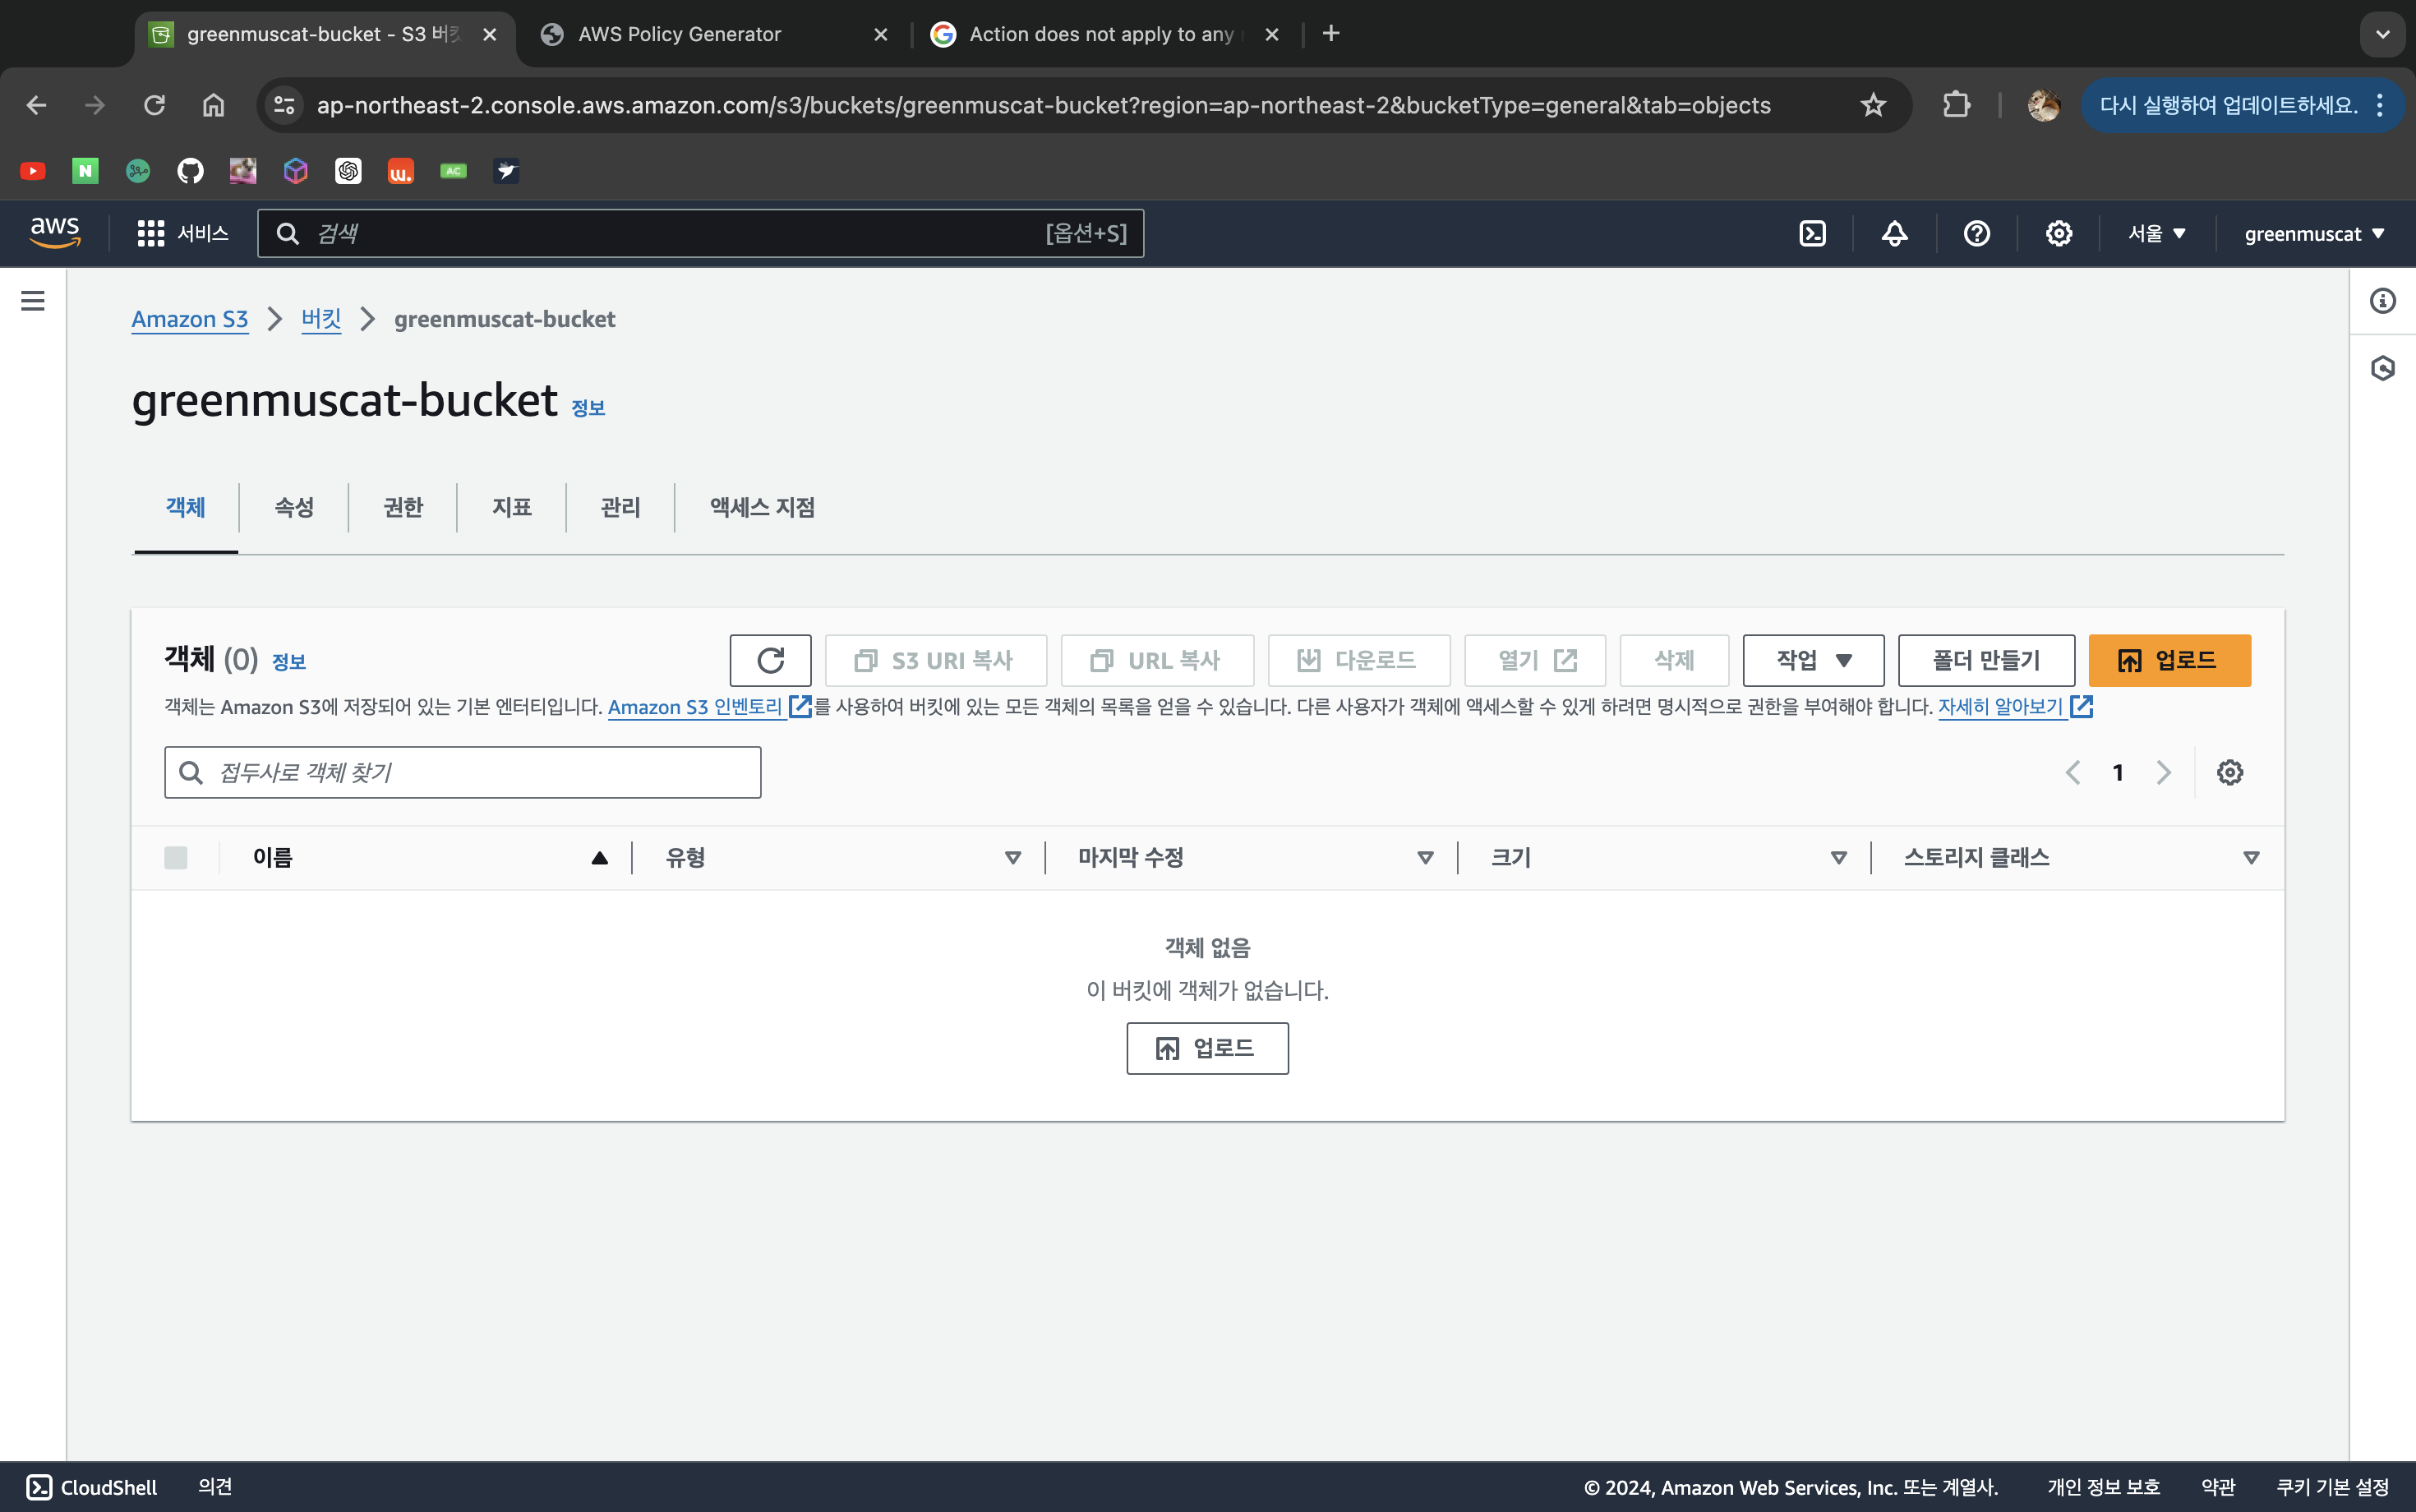 greenmuscat-bucket - S3 버킷
AWS Policy Generator
Action does not apply to any
ap-northeast-2.console.aws.amazon.com/s3/buckets/greenmuscat-bucket?region=ap-northeast-2&bucketType=general&tab=objects
다시 실행하여 업데이트하세요.
N
w.
AC
aws
서비스
검색
[옵션+S]
서울
greenmuscat
Amazon S3
버킷
greenmuscat-bucket
greenmuscat-bucket 정보
객체
속성
권한
지표
관리
액세스 지점
객체 (0) 정보
S3 URI 복사
URL 복사
다운로드
열기
삭제
작업
폴더 만들기
업로드
객체는 Amazon S3에 저장되어 있는 기본 엔터티입니다. Amazon S3 인벤토리를 사용하여 버킷에 있는 모든 객체의 목록을 얻을 수 있습니다. 다른 사용자가 객체에 액세스할 수 있게 하려면 명시적으로 권한을 부여해야 합니다. 자세히 알아보기
접두사로 객체 찾기
1
이름
유형
마지막 수정
크기
스토리지 클래스
객체 없음
이 버킷에 객체가 없습니다.
업로드
CloudShell
의견
© 2024, Amazon Web Services, Inc. 또는 계열사.
개인 정보 보호
약관
쿠키 기본 설정